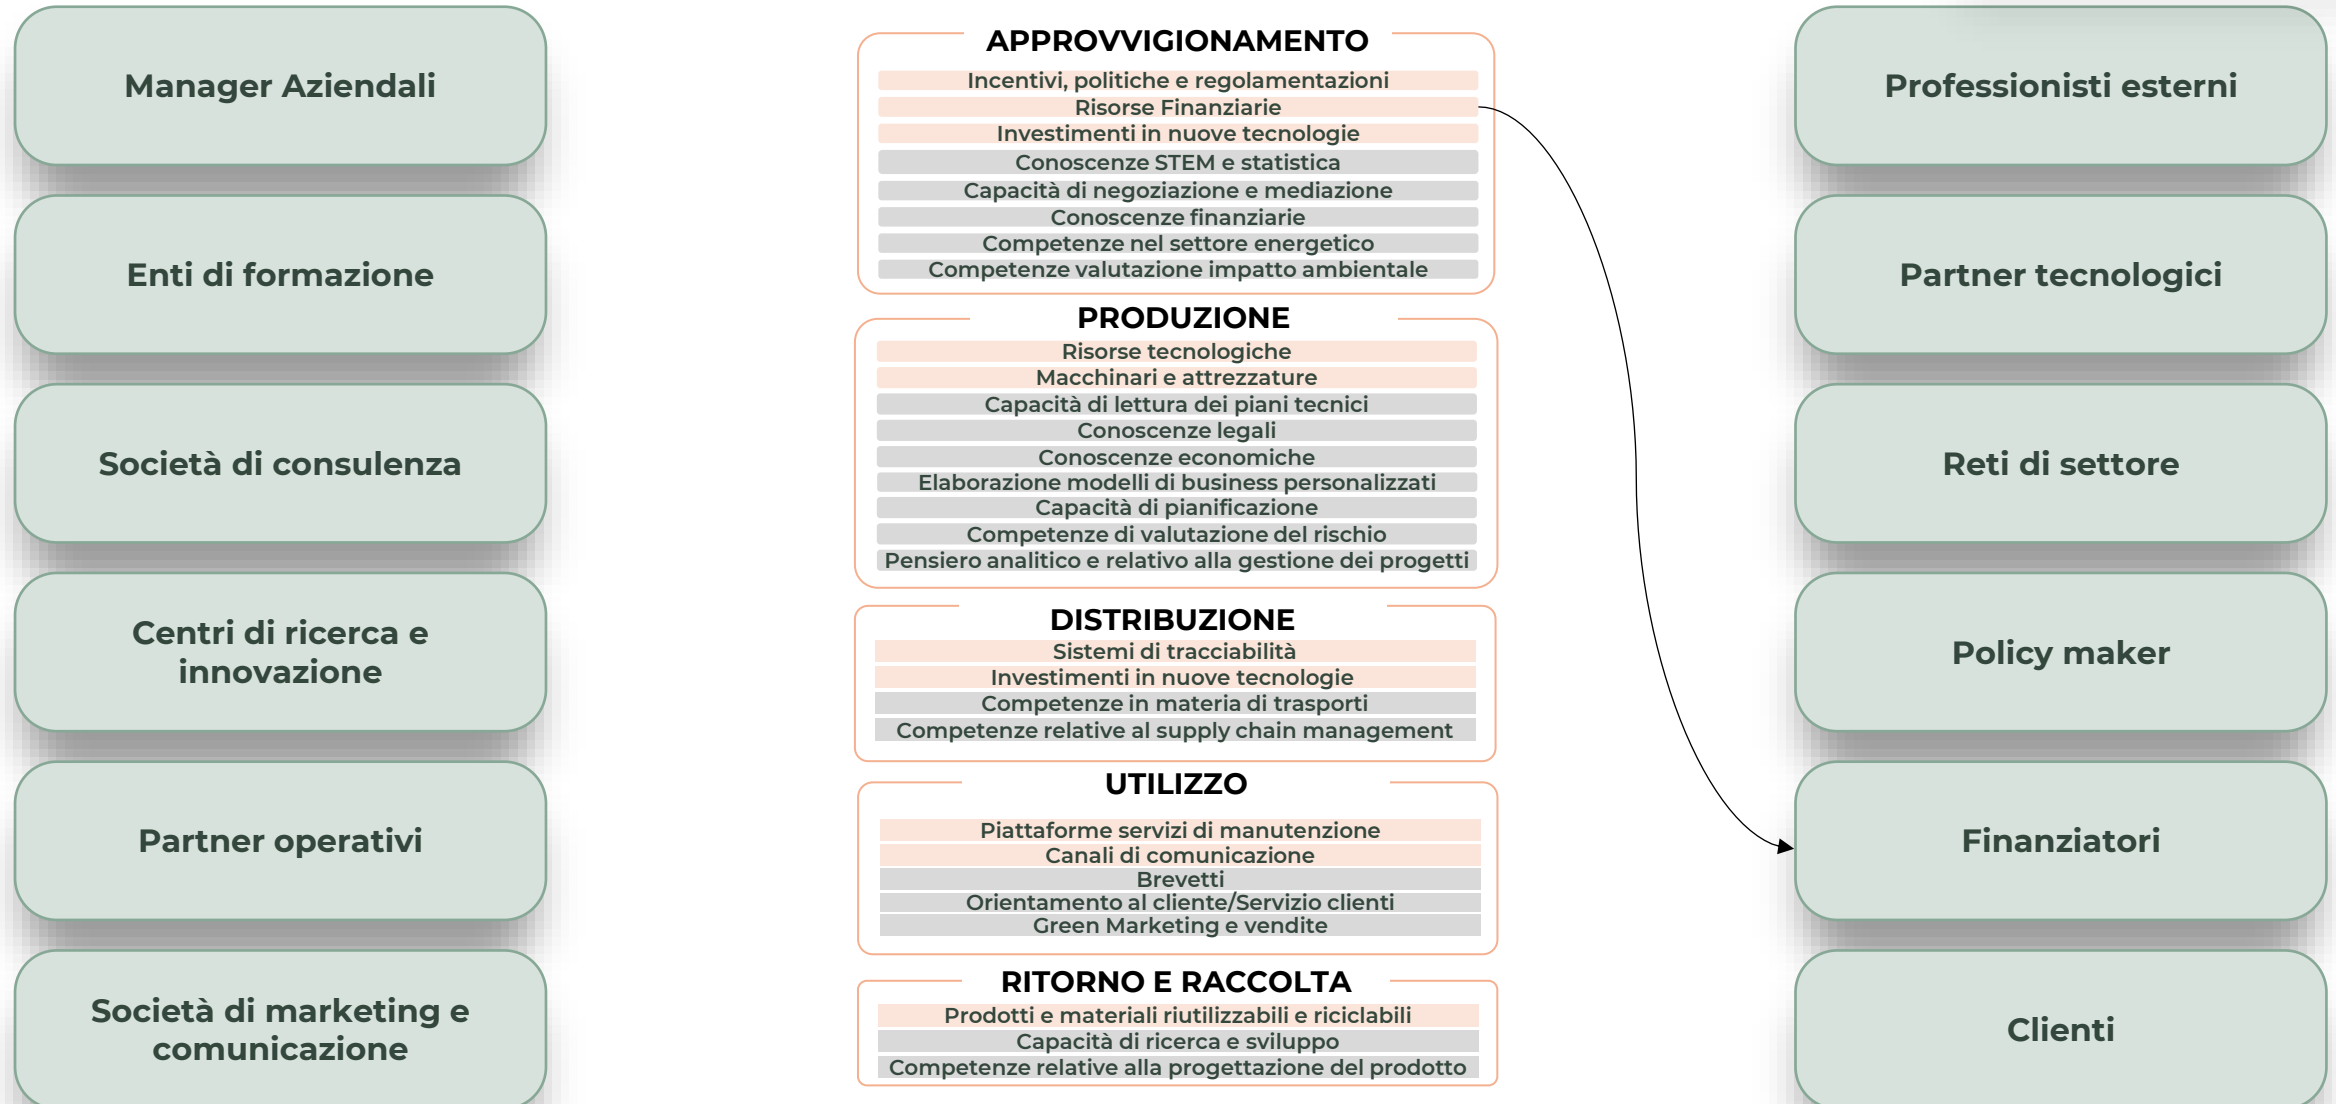 Manager Aziendali
Enti di formazione
Società di consulenza
Centri di ricerca e
innovazione
Partner operativi
Società di marketing e
comunicazione
APPROVVIGIONAMENTO
Incentivi, politiche e regolamentazioni
Risorse Finanziarie
Investimenti in nuove tecnologie
Conoscenze STEM e statistica
Capacità di negoziazione e mediazione
Conoscenze finanziarie
Competenze nel settore energetico
Competenze valutazione impatto ambientale
PRODUZIONE
Risorse tecnologiche
Macchinari e attrezzature
Capacità di lettura dei piani tecnici
Conoscenze legali
Conoscenze economiche
Elaborazione modelli di business personalizzati
Capacità di pianificazione
Competenze di valutazione del rischio
Pensiero analitico e relativo alla gestione dei progetti
DISTRIBUZIONE
Sistemi di tracciabilità
Investimenti in nuove tecnologie
Competenze in materia di trasporti
Competenze relative al supply chain management
UTILIZZO
Piattaforme servizi di manutenzione
Canali di comunicazione
Brevetti
Orientamento al cliente/Servizio clienti
Green Marketing e vendite
RITORNO E RACCOLTA
Prodotti e materiali riutilizzabili e riciclabili
Capacità di ricerca e sviluppo
Competenze relative alla progettazione del prodotto
Professionisti esterni
Partner tecnologici
Reti di settore
Policy maker
Finanziatori
Clienti